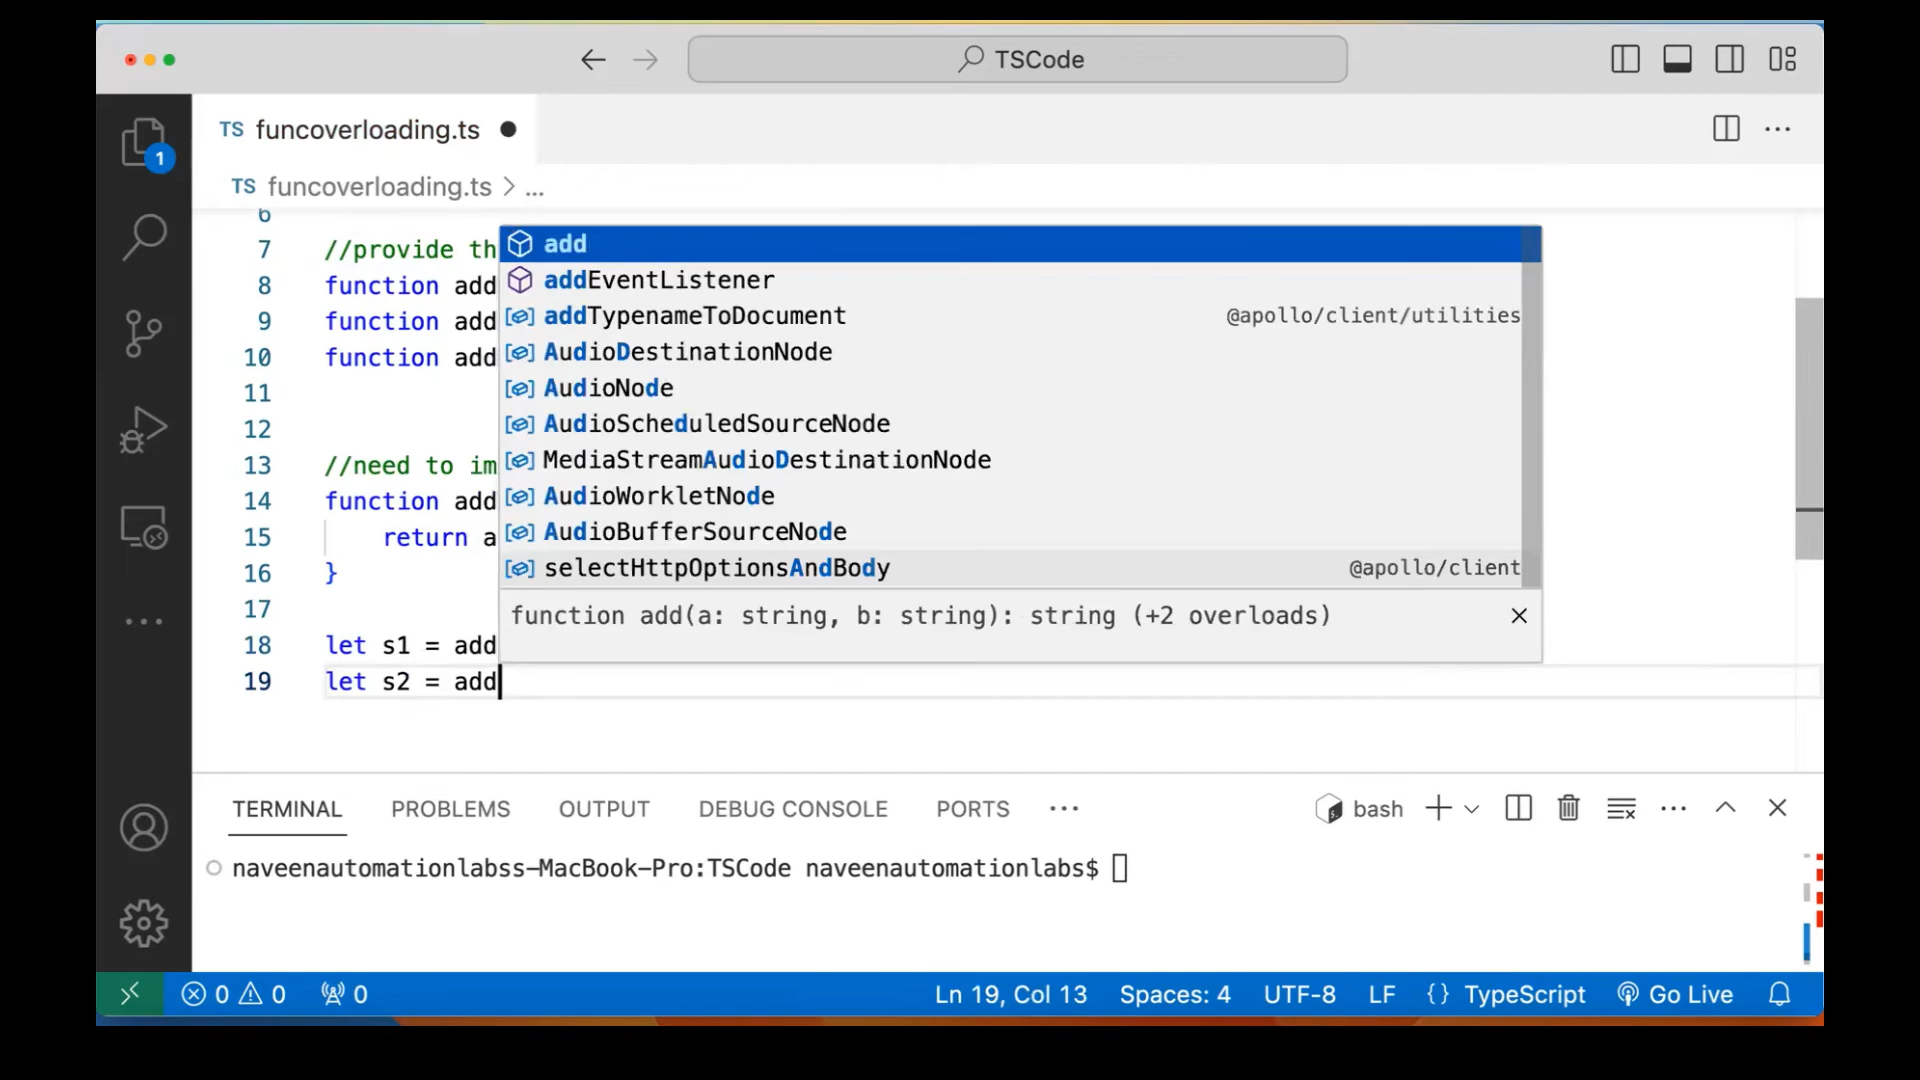 TSCode
TS funcoverloading.ts
TS funcoverloading.ts > ...
1
6
7 //provide th
8 function add
9 function add
10 function add
11
12
13 //need to im
14 function add
15 return a
16 }
17
18 let s1 = add
19 let s2 = add
add
addEventListener
addTypenameToDocument @apollo/client/utilities
AudioDestinationNode
AudioNode
AudioScheduledSourceNode
MediaStreamAudioDestinationNode
AudioWorkletNode
AudioBufferSourceNode
selectHttpOptionsAndBody @apollo/client
function add(a: string, b: string): string (+2 overloads)
TERMINAL PROBLEMS OUTPUT DEBUG CONSOLE PORTS ... bash
naveenautomationlabss-MacBook-Pro:TSCode naveenautomationlabs$
0 0 0 Ln 19, Col 13 Spaces: 4 UTF-8 LF {} TypeScript Go Live